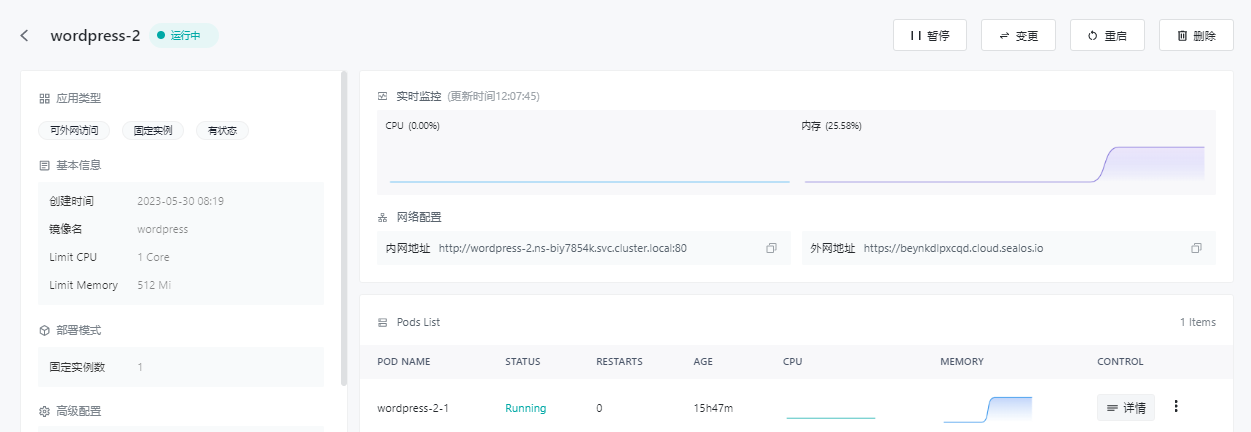 wordpress-2 运行中
暂停 变更 重启 删除
应用类型
可外网访问 固定实例 有状态
基本信息
创建时间 2023-05-30 08:19
镜像名 wordpress
Limit CPU 1 Core
Limit Memory 512 Mi
部署模式
固定实例数 1
高级配置
实时监控 (更新时间12:07:45)
CPU (0.00%) 内存 (25.58%)
网络配置
内网地址 http://wordpress-2.ns-biy7854k.svc.cluster.local:80
外网地址 https://beynkdlpxcqd.cloud.sealos.io
Pods List 1 Items
POD NAME STATUS RESTARTS AGE CPU MEMORY CONTROL
wordpress-2-1 Running 0 15h47m 详情